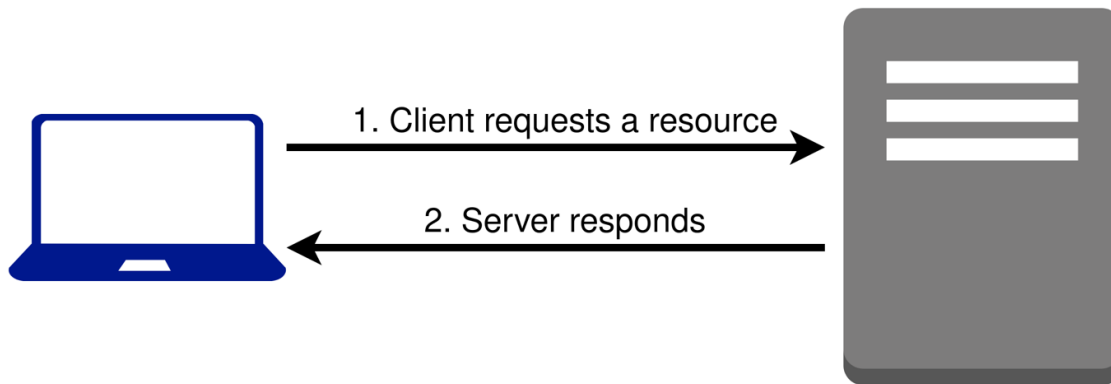 1. Client requests a resource
2. Server responds